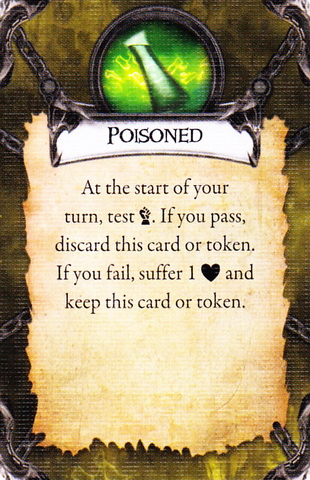 POISONED
At the start of your
turn, test . If you pass,
discard this card or token.
If you fail, suffer 1 and
keep this card or token.